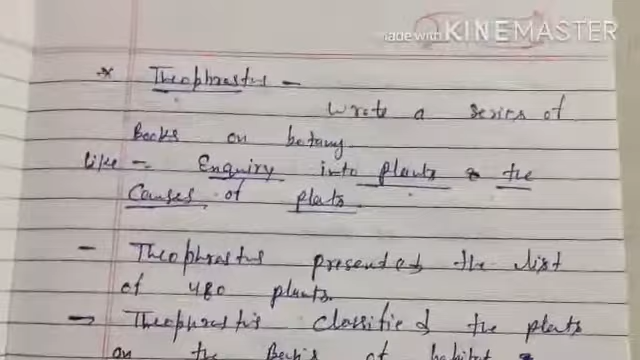 Made with KINEMASTER
* Theophrastus -
Wrote a series of
Books on botany
like - Enquiry into plants & the
Causes of plants
- Theophrastus presented the list
of 480 plants.
- Theophrastus classified the plants
on the Basis of habitat &